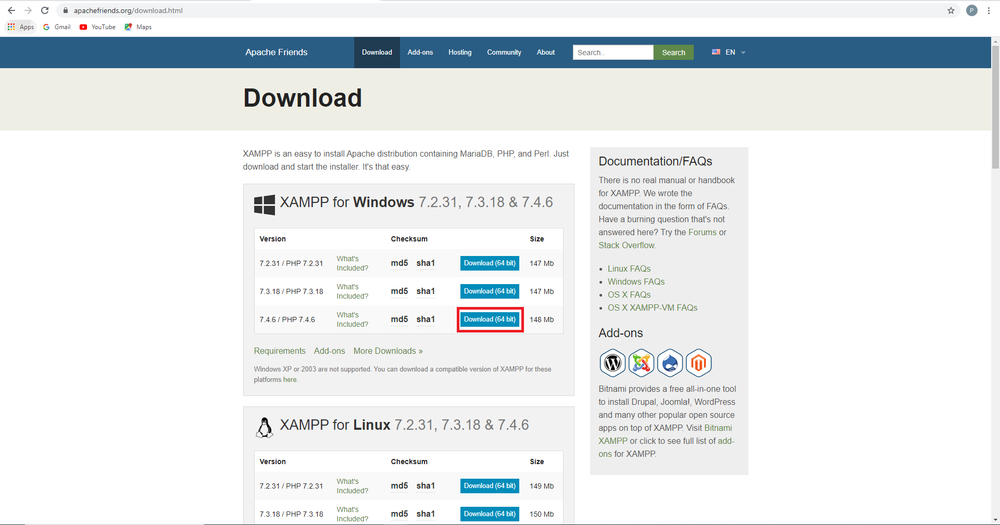 apachefriends.org/download.html
P
Apps Gmail YouTube Maps
Apache Friends Download Add-ons Hosting Community About Search.. Search EN
Download
XAMPP is an easy to install Apache distribution containing MariaDB, PHP, and Perl. Just
download and start the installer. It's that easy.
XAMPP for Windows 7.2.31, 7.3.18 & 7.4.6
Version Checksum Size
7.2.31 / PHP 7.2.31 What's Included? md5 sha1 Download (64 bit) 147 Mb
7.3.18 / PHP 7.3.18 What's Included? md5 sha1 Download (64 bit) 147 Mb
7.4.6 / PHP 7.4.6 What's Included? md5 sha1 Download (64 bit) 148 Mb
Requirements Add-ons More Downloads »
Windows XP or 2003 are not supported. You can download a compatible version of XAMPP for these
platforms here.
XAMPP for Linux 7.2.31, 7.3.18 & 7.4.6
Version Checksum Size
7.2.31 / PHP 7.2.31 What's Included? md5 sha1 Download (64 bit) 149 Mb
7.3.18 / PHP 7.3.18 What's Included? md5 sha1 Download (64 bit) 150 Mb
Documentation/FAQs
There is no real manual or handbook
for XAMPP. We wrote the
documentation in the form of FAQs.
Have a burning question that's not
answered here? Try the Forums or
Stack Overflow.
• Linux FAQs
• Windows FAQs
• OS X FAQs
• OS X XAMPP-VM FAQs
Add-ons
Bitnami provides a free all-in-one tool
to install Drupal, Joomla!, WordPress
and many other popular open source
apps on top of XAMPP. Visit Bitnami
XAMPP or click to see full list of add-
ons for XAMPP.